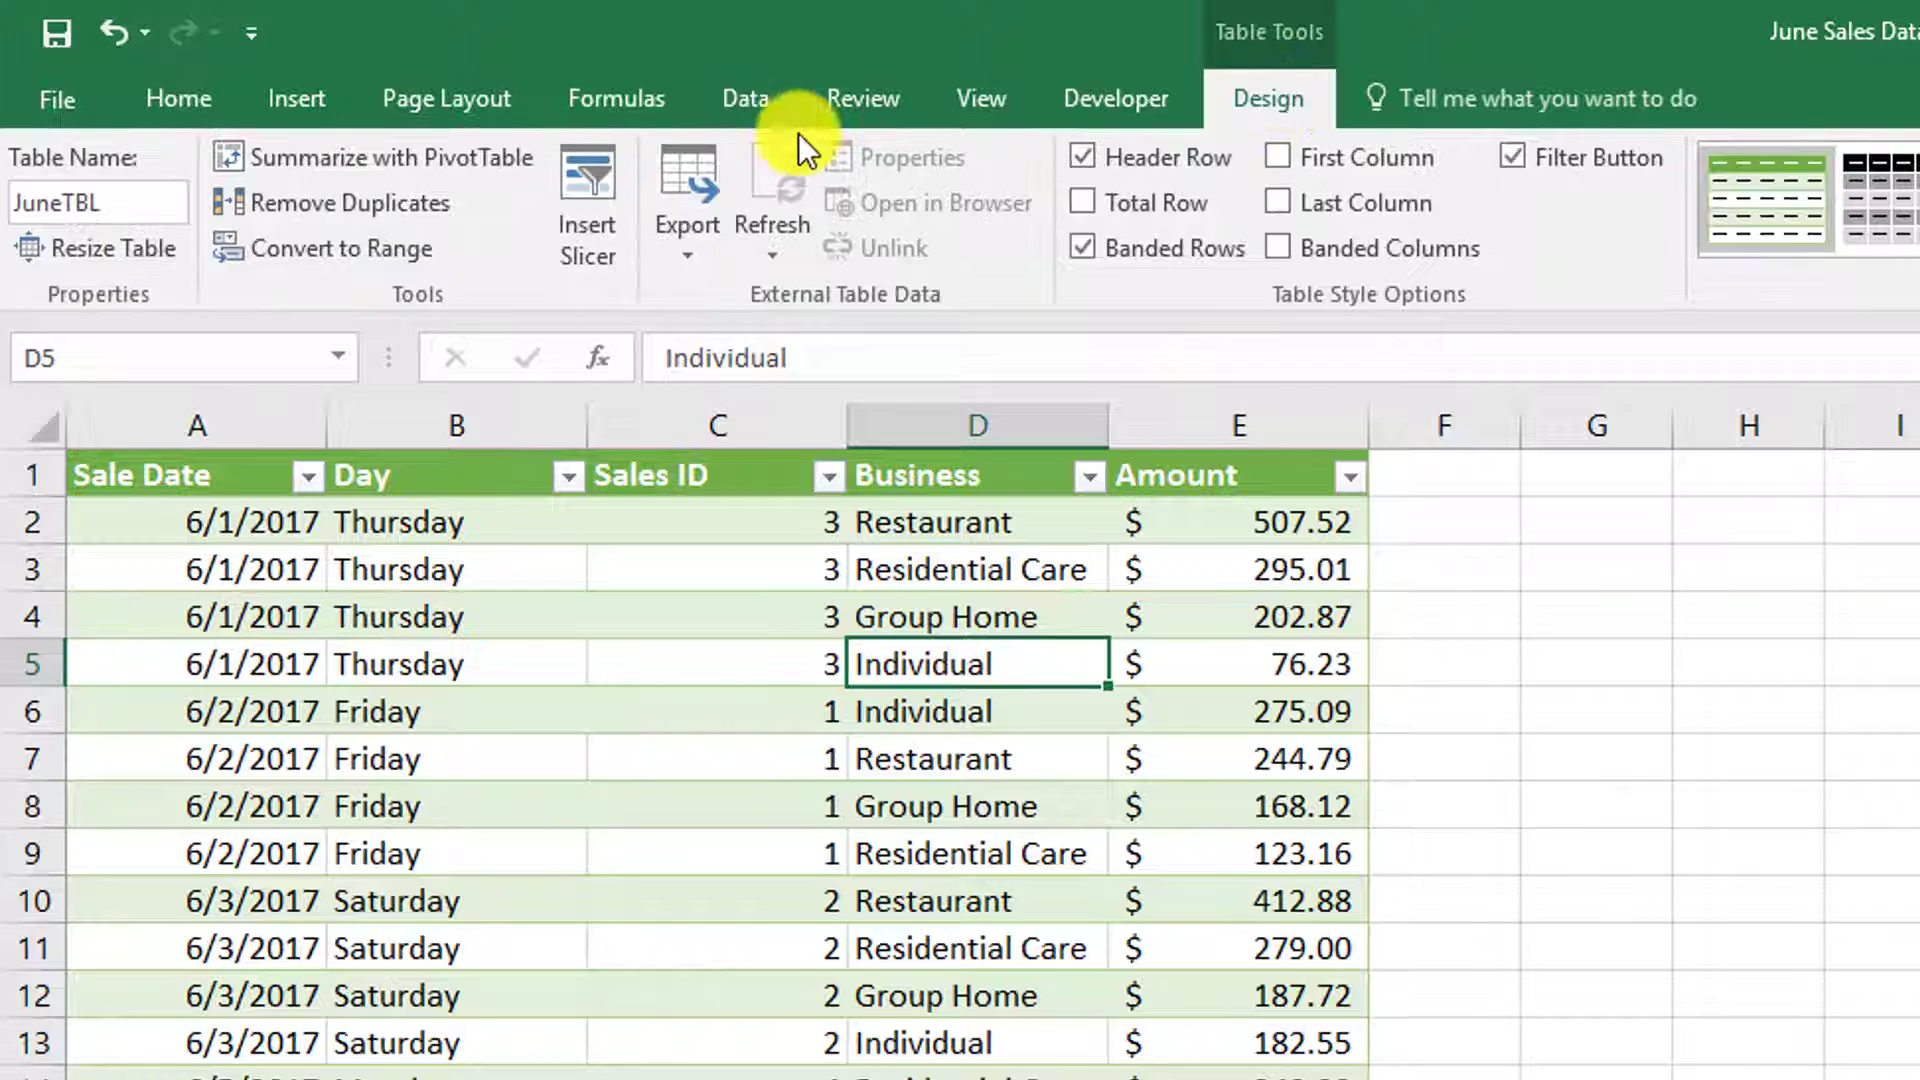 Table Tools
June Sales Data
File Home Insert Page Layout Formulas Data Review View Developer Design Tell me what you want to do
Table Name:
JuneTBL
Resize Table
Properties
Summarize with PivotTable
Remove Duplicates
Convert to Range
Insert
Slicer
Tools
Export
Refresh
Properties
Open in Browser
Unlink
External Table Data
Header Row
Total Row
Banded Rows
First Column
Last Column
Banded Columns
Filter Button
Table Style Options
D5 fx Individual
A B C D E F G H I
1 Sale Date Day Sales ID Business Amount
2 6/1/2017 Thursday 3 Restaurant $ 507.52
3 6/1/2017 Thursday 3 Residential Care $ 295.01
4 6/1/2017 Thursday 3 Group Home $ 202.87
5 6/1/2017 Thursday 3 Individual $ 76.23
6 6/2/2017 Friday 1 Individual $ 275.09
7 6/2/2017 Friday 1 Restaurant $ 244.79
8 6/2/2017 Friday 1 Group Home $ 168.12
9 6/2/2017 Friday 1 Residential Care $ 123.16
10 6/3/2017 Saturday 2 Restaurant $ 412.88
11 6/3/2017 Saturday 2 Residential Care $ 279.00
12 6/3/2017 Saturday 2 Group Home $ 187.72
13 6/3/2017 Saturday 2 Individual $ 182.55